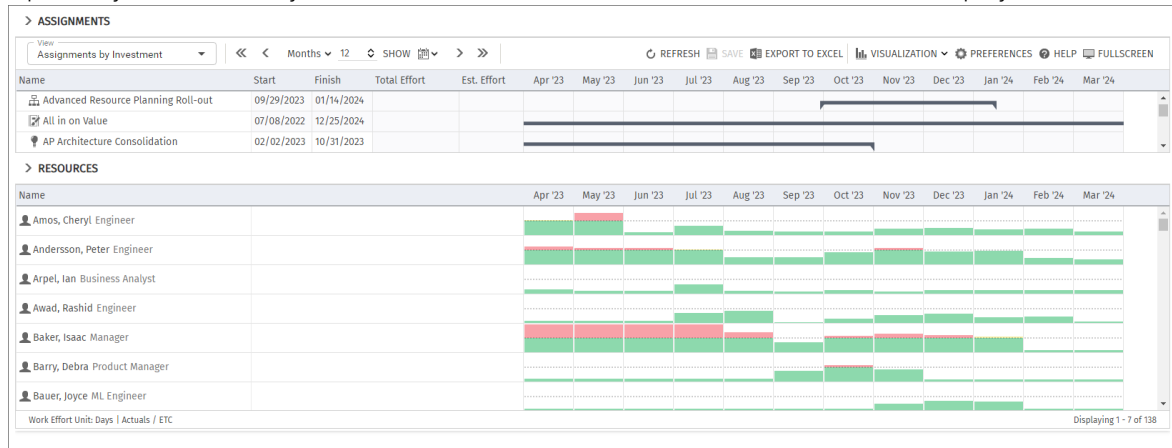 ASSIGNMENTS
View
Assignments by Investment
Months 12 SHOW REFRESH SAVE EXPORT TO EXCEL VISUALIZATION PREFERENCES HELP FULLSCREEN
Name Start Finish Total Effort Est. Effort Apr '23 May '23 Jun '23 Jul '23 Aug '23 Sep '23 Oct '23 Nov '23 Dec '23 Jan '24 Feb '24 Mar '24
Advanced Resource Planning Roll-out 09/29/2023 01/14/2024
All in on Value 07/08/2022 12/25/2024
AP Architecture Consolidation 02/02/2023 10/31/2023
RESOURCES
Name Apr '23 May '23 Jun '23 Jul '23 Aug '23 Sep '23 Oct '23 Nov '23 Dec '23 Jan '24 Feb '24 Mar '24
Amos, Cheryl Engineer
Andersson, Peter Engineer
Arpel, Ian Business Analyst
Awad, Rashid Engineer
Baker, Isaac Manager
Barry, Debra Product Manager
Bauer, Joyce ML Engineer
Work Effort Unit: Days | Actuals / ETC Displaying 1 - 7 of 138